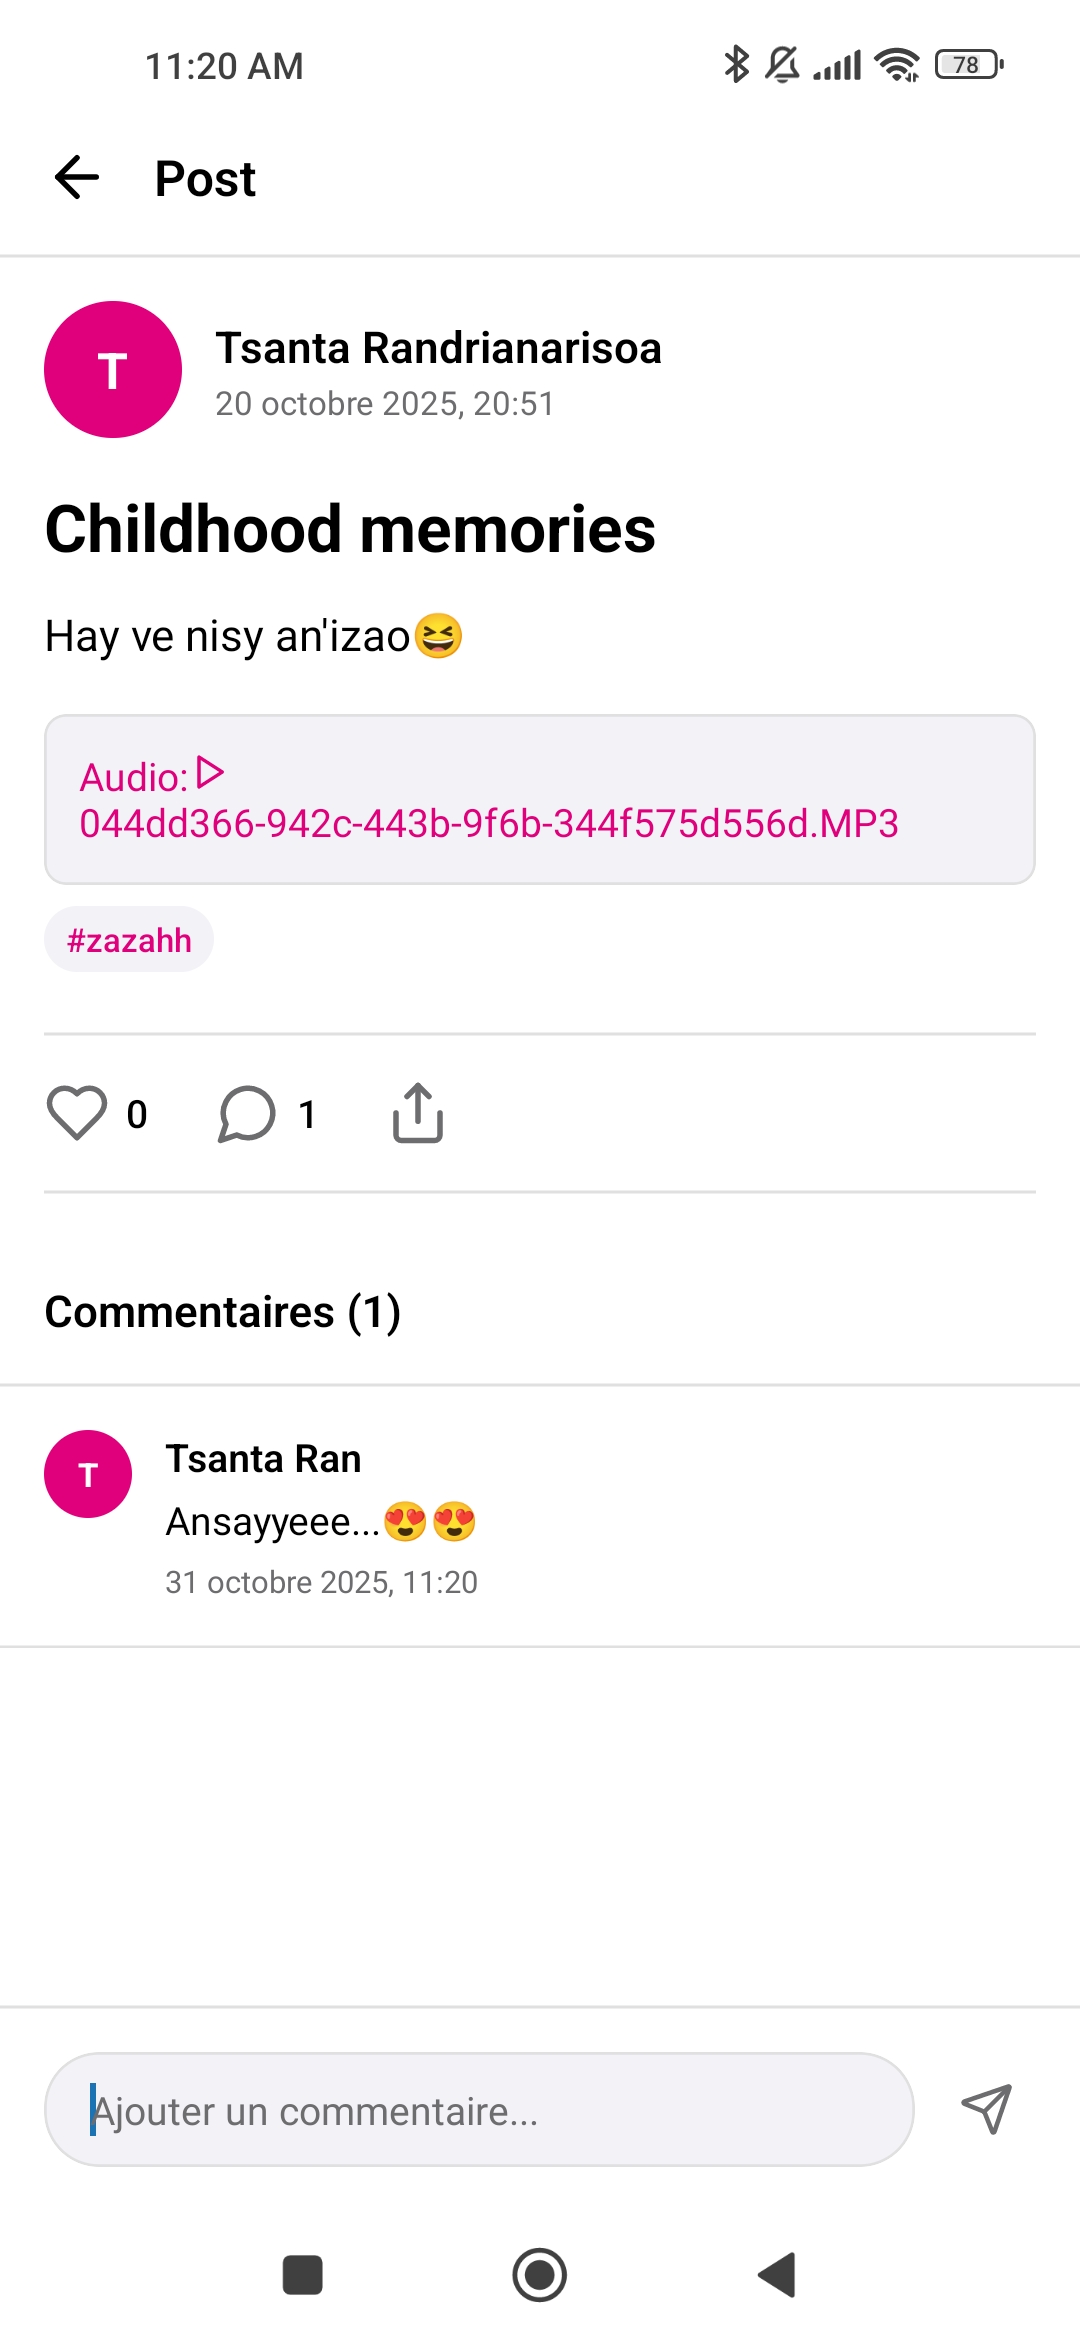 11:20 AM
78
Post
T
Tsanta Randrianarisoa
20 octobre 2025, 20:51
Childhood memories
Hay ve nisy an'izao😆
Audio:
044dd366-942c-443b-9f6b-344f575d556d.MP3
#zazahh
0
1
Commentaires (1)
T
Tsanta Ran
Ansayyeee...😍😍
31 octobre 2025, 11:20
Ajouter un commentaire...